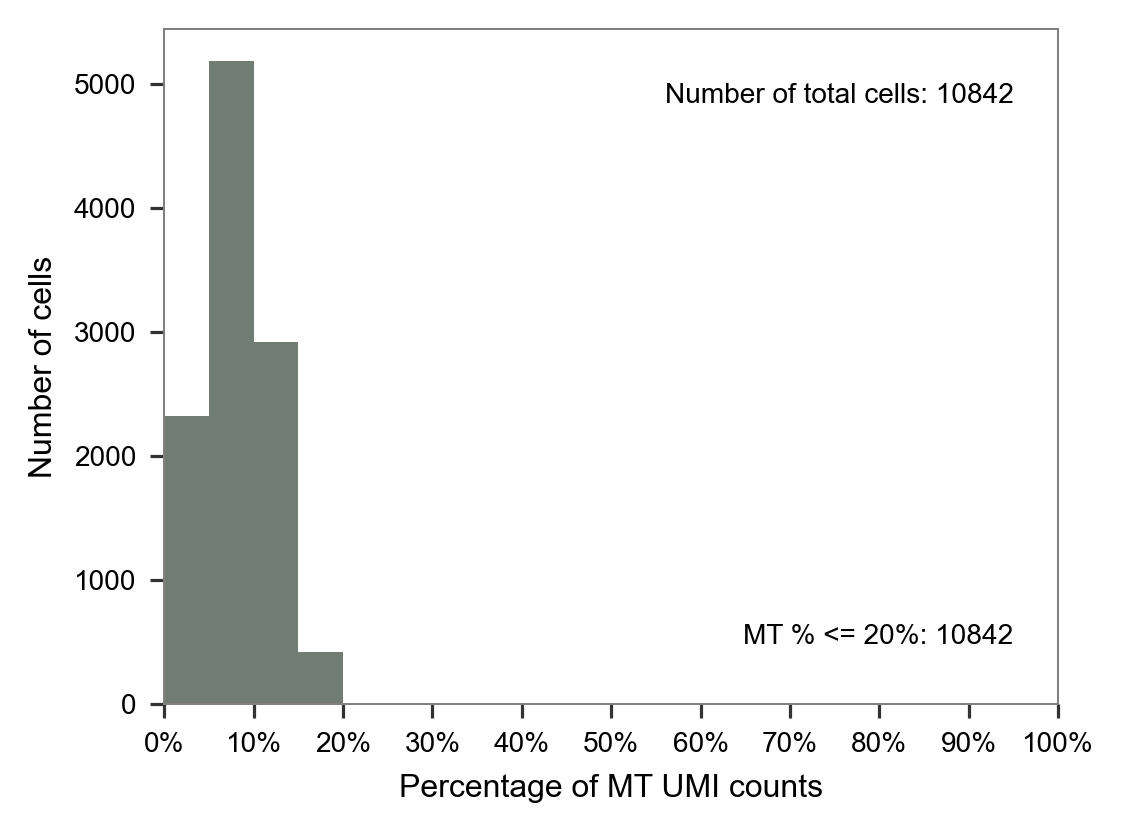 Number of total cells: 10842
MT % <= 20%: 10842
Number of cells
5000
4000
3000
2000
1000
0
0% 10% 20% 30% 40% 50% 60% 70% 80% 90% 100%
Percentage of MT UMI counts